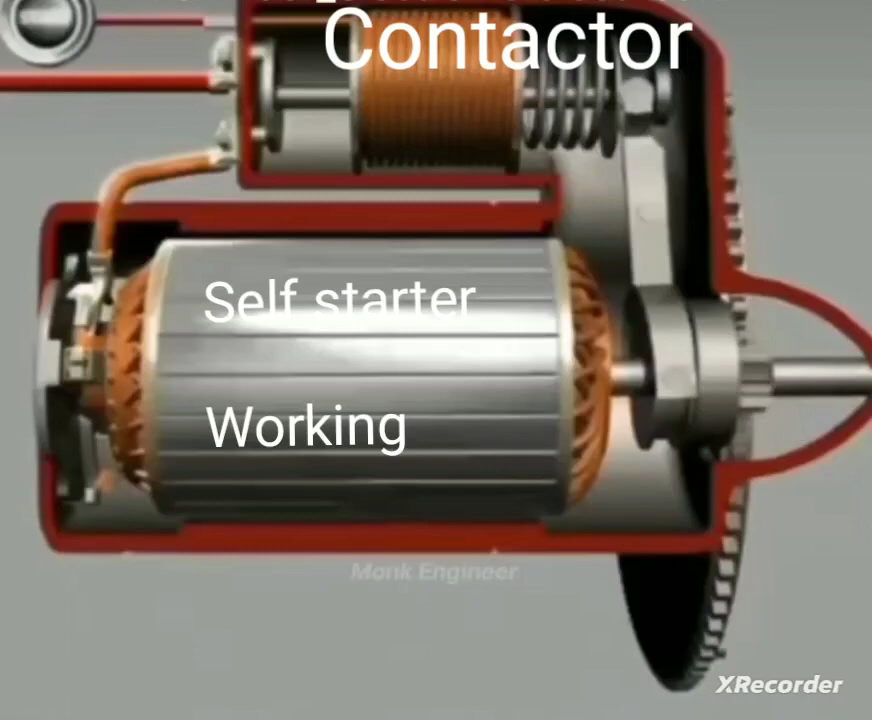 Contactor
Self starter
Working
Monk Engineer
XRecorder